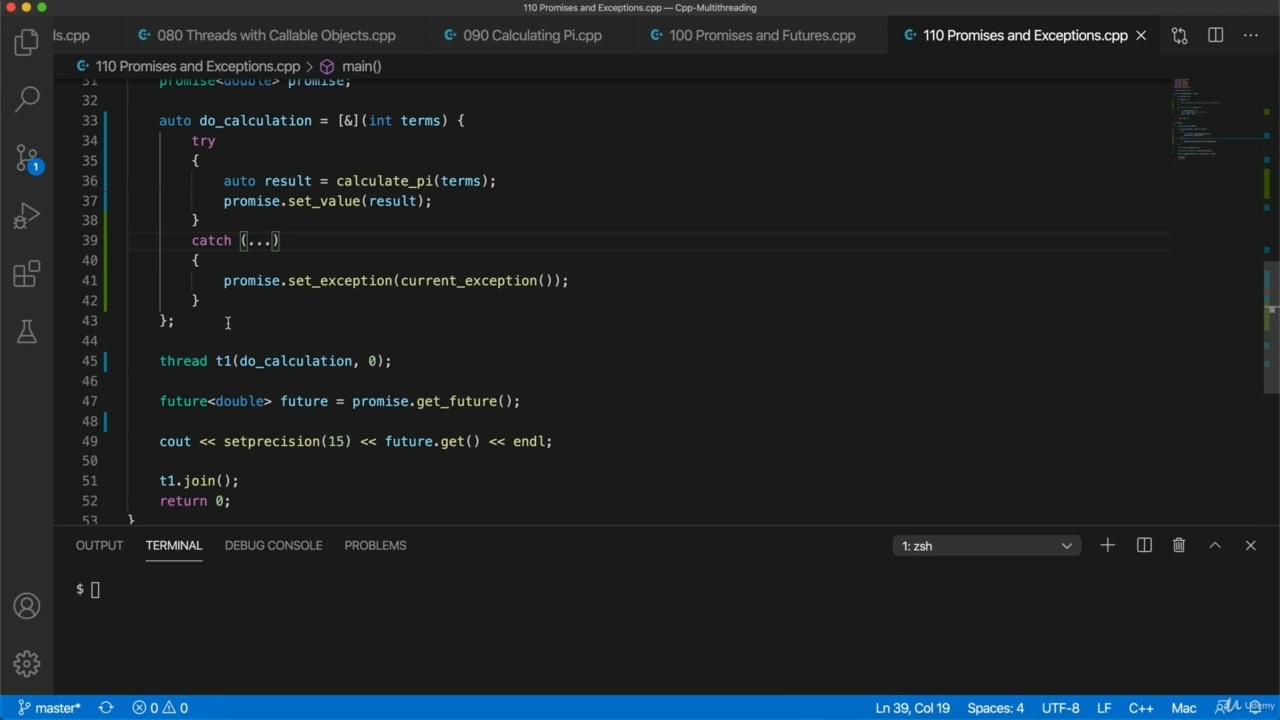 110 Promises and Exceptions.cpp — Cpp-Multithreading
ls.cpp
080 Threads with Callable Objects.cpp
090 Calculating Pi.cpp
100 Promises and Futures.cpp
110 Promises and Exceptions.cpp
110 Promises and Exceptions.cpp > main()
31 promise<double> promise;
32
33 auto do_calculation = [&](int terms) {
34 try
35 {
36 auto result = calculate_pi(terms);
37 promise.set_value(result);
38 }
39 catch (...)
40 {
41 promise.set_exception(current_exception());
42 }
43 };
44
45 thread t1(do_calculation, 0);
46
47 future<double> future = promise.get_future();
48
49 cout << setprecision(15) << future.get() << endl;
50
51 t1.join();
52 return 0;
53 }
1
OUTPUT TERMINAL DEBUG CONSOLE PROBLEMS 1: zsh
$
master* 0 0 Ln 39, Col 19 Spaces: 4 UTF-8 LF C++ Mac
Udemy